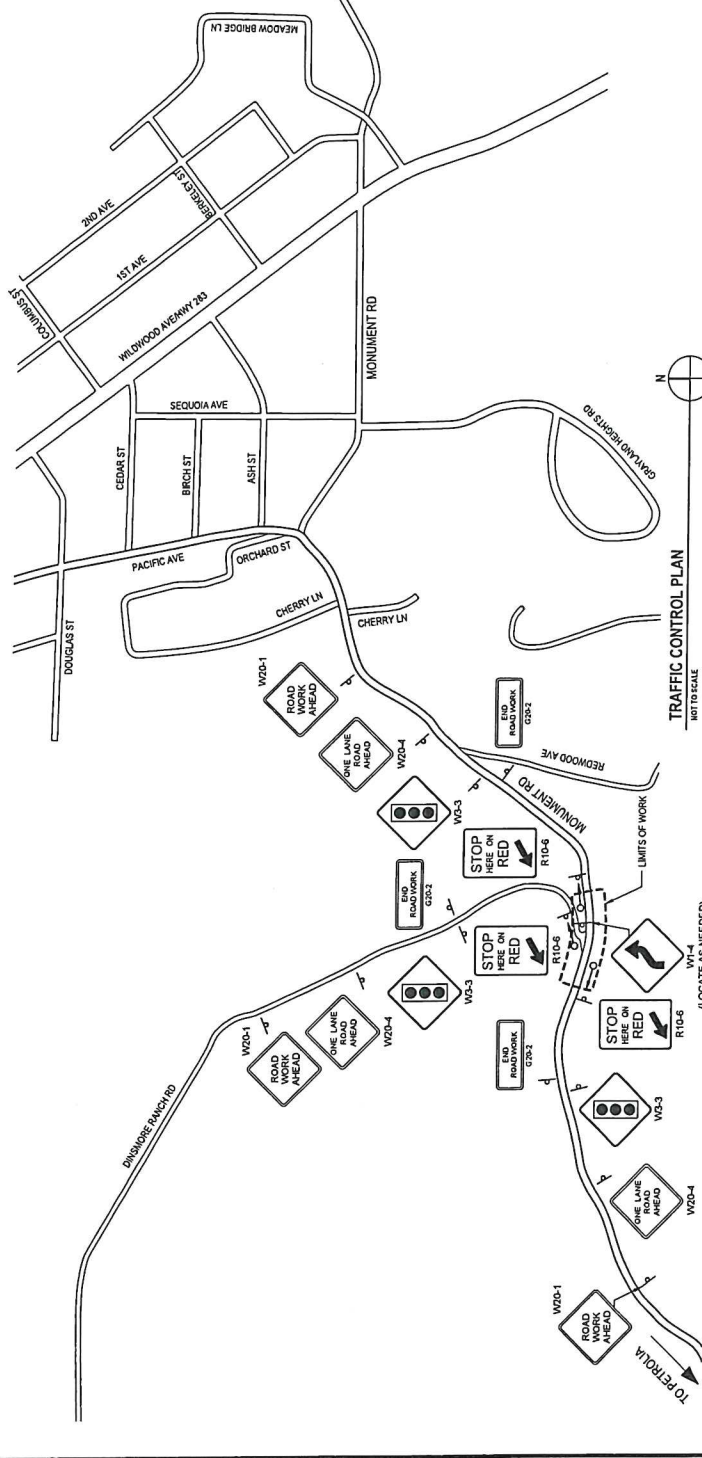 MEADOW BRIDGE LN
2ND AVE
BERKELEY ST
COLUMBUS ST
1ST AVE
WILDWOOD AVE/HWY 283
MONUMENT RD
SEQUOIA AVE
CEDAR ST
BIRCH ST
ASH ST
DOUGLAS ST
PACIFIC AVE
ORCHARD ST
CHERRY LN
CHERRY LN
GRAYLAND HEIGHTS RD
N
TRAFFIC CONTROL PLAN
NOT TO SCALE
W20-1
ROAD
WORK
AHEAD
ONE LANE
ROAD
AHEAD
W20-4
W3-3
END
ROAD WORK
G20-2
REDWOOD AVE
MONUMENT RD
STOP
HERE ON
RED
R10-6
LIMITS OF WORK
END
ROAD WORK
G20-2
STOP
HERE ON
RED
R10-6
W3-3
ONE LANE
ROAD
AHEAD
W20-4
W20-1
ROAD
WORK
AHEAD
DINSMORE RANCH RD
W1-4
(LOCATE AS NEEDED)
STOP
HERE ON
RED
R10-6
END
ROAD WORK
G20-2
W3-3
ONE LANE
ROAD
AHEAD
W20-4
W20-1
ROAD
WORK
AHEAD
TO PETROLIA